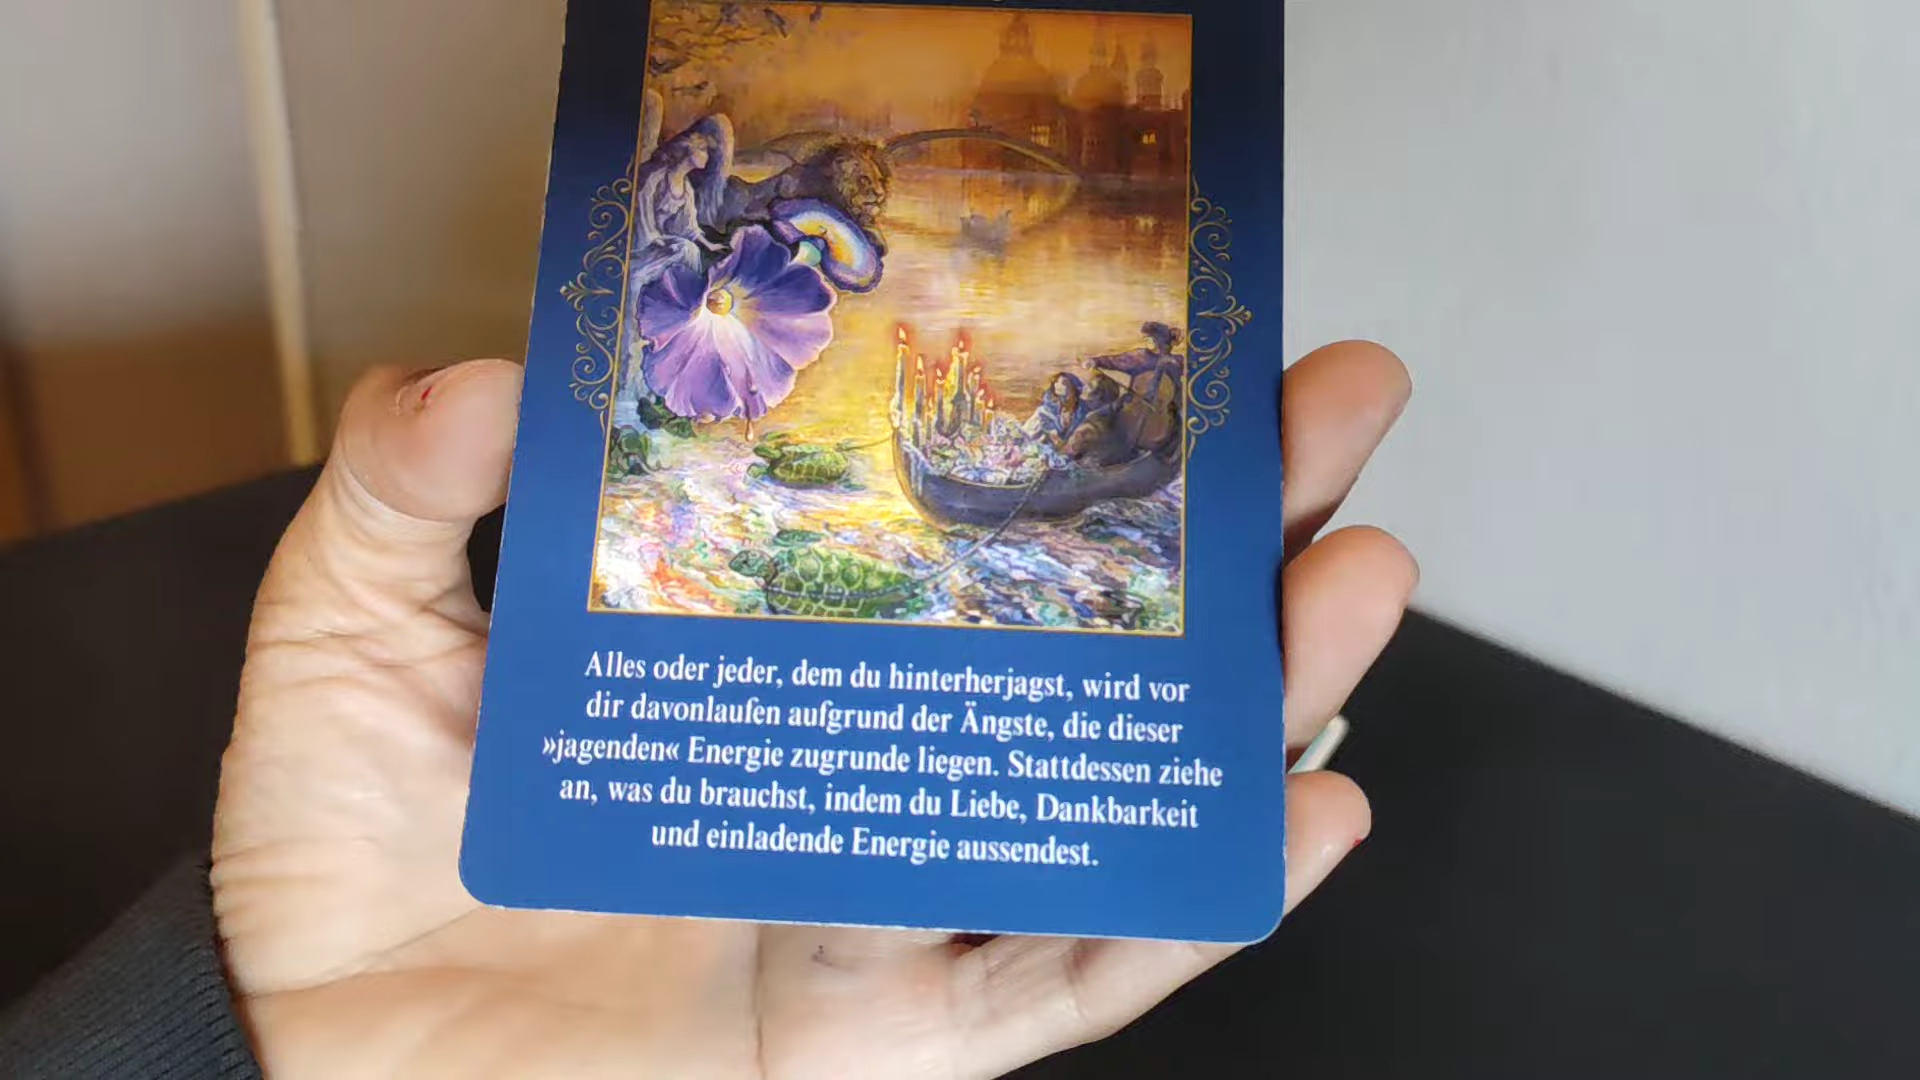 Alles oder jeder, dem du hinterherjagst, wird vor
dir davonlaufen aufgrund der Ängste, die dieser
»jagenden« Energie zugrunde liegen. Stattdessen ziehe
an, was du brauchst, indem du Liebe, Dankbarkeit
und einladende Energie aussendest.